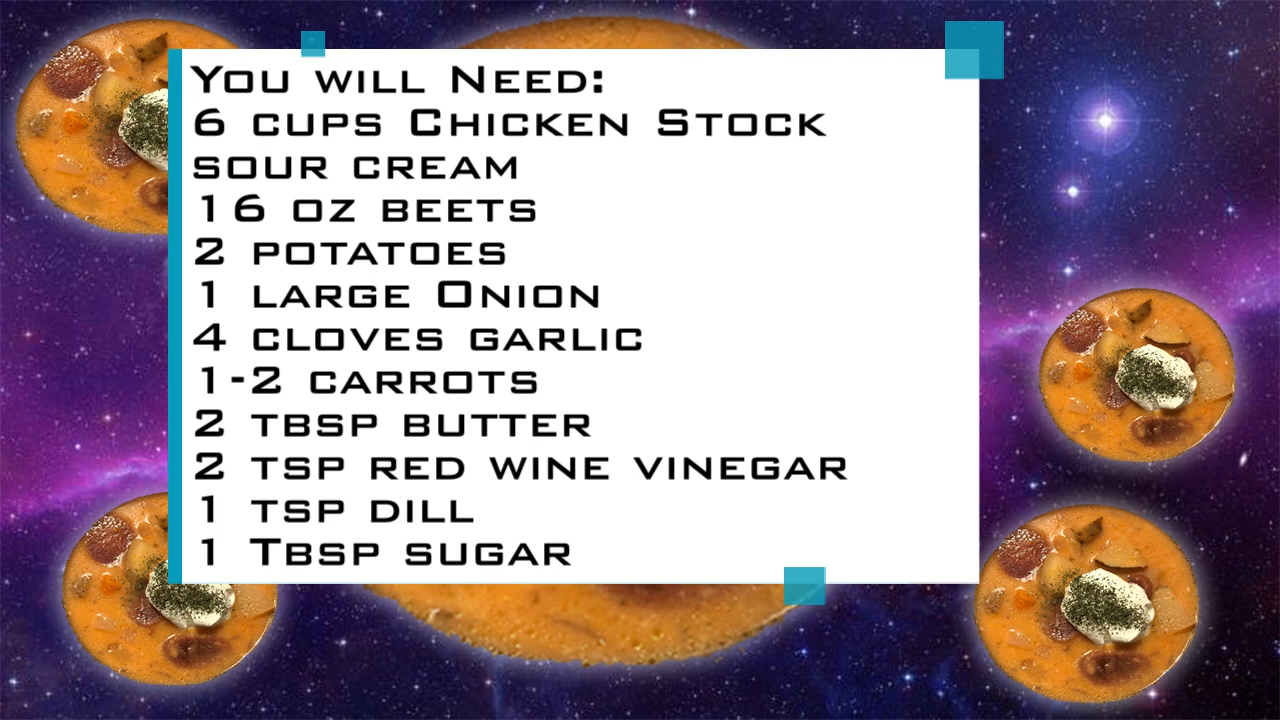 You will Need:
6 cups Chicken Stock
sour cream
16 oz beets
2 potatoes
1 large Onion
4 cloves garlic
1-2 carrots
2 tbsp butter
2 tsp red wine vinegar
1 tsp dill
1 Tbsp sugar